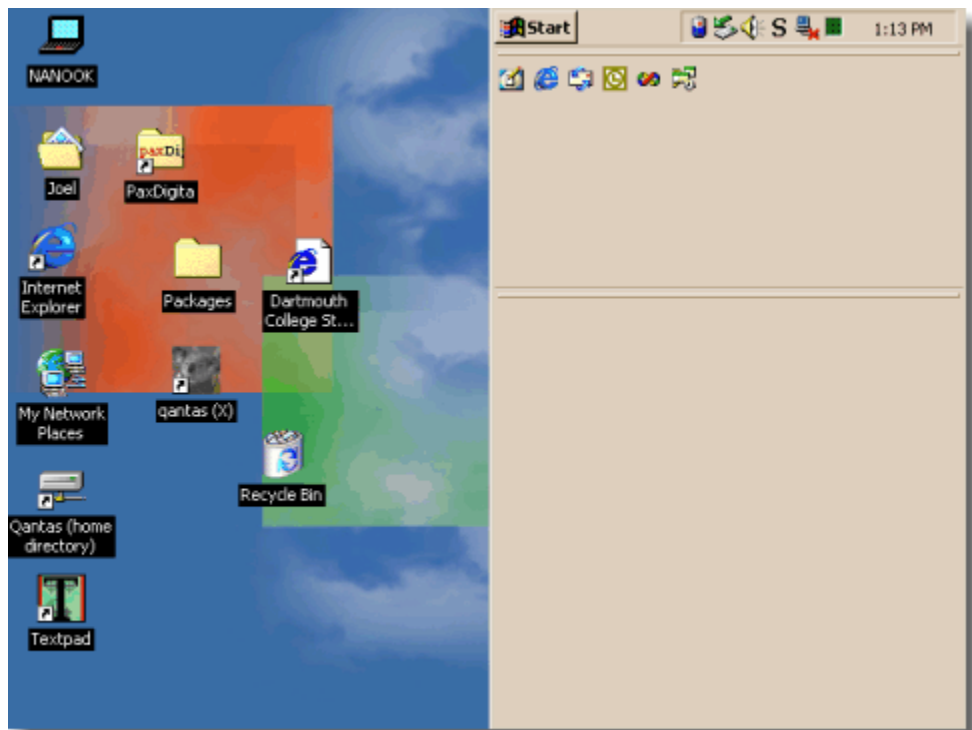 NANOOK
Start
S
1:13 PM
paxDi
Joel
PaxDigita
Internet
Explorer
Packages
Dartmouth
College St...
My Network
Places
qantas (X)
Recycle Bin
Qantas (home
directory)
Textpad